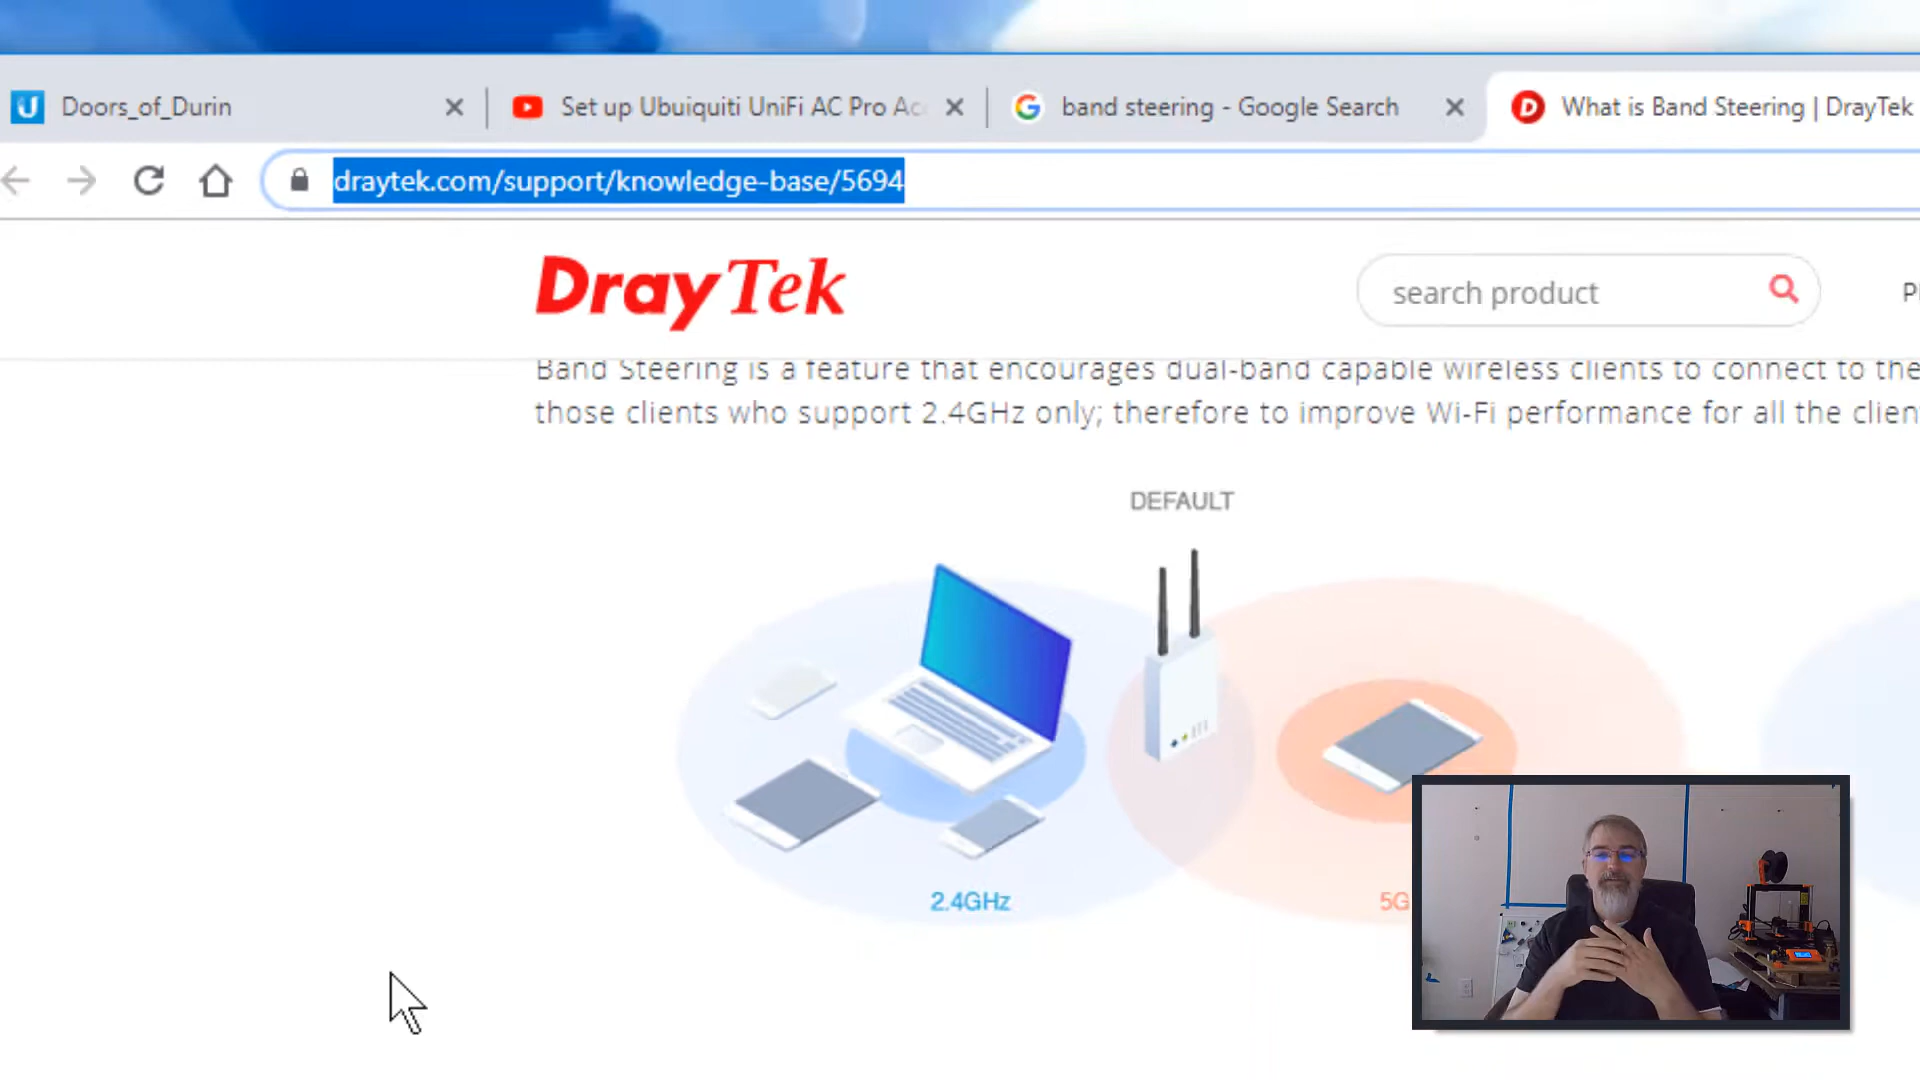 Doors_of_Durin
Set up Ubuiquiti UniFi AC Pro Acc
band steering - Google Search
What is Band Steering | DrayTek
draytek.com/support/knowledge-base/5694
DrayTek
search product
Band Steering is a feature that encourages dual-band capable wireless clients to connect to the
those clients who support 2.4GHz only; therefore to improve Wi-Fi performance for all the clien
DEFAULT
2.4GHz
5G